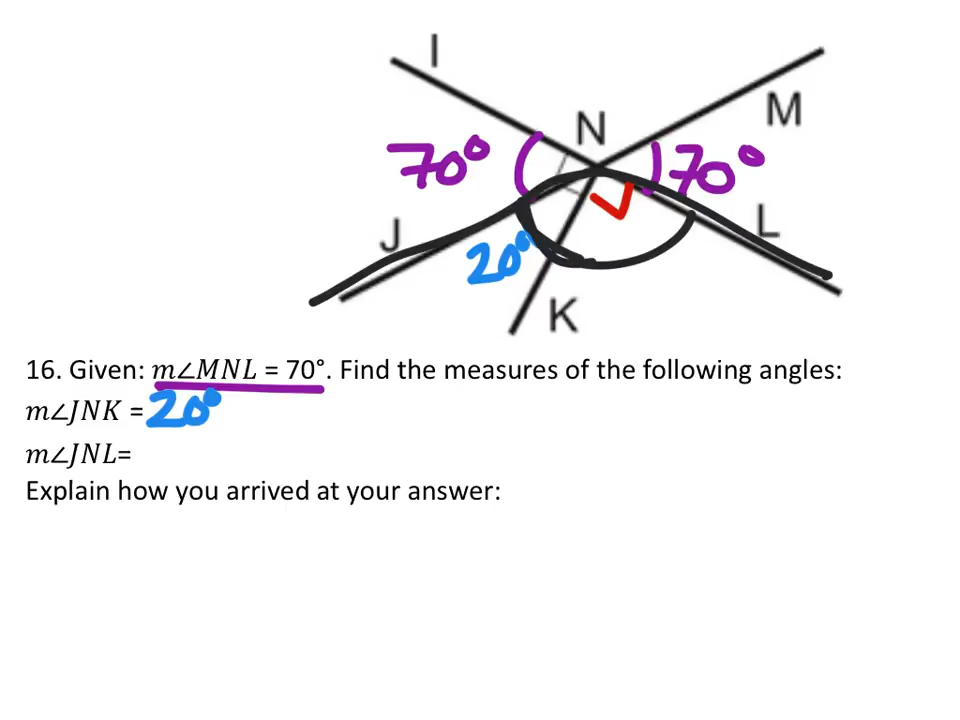 I
N
M
70°
70°
J
L
20°
K
16. Given: m∠MNL = 70°. Find the measures of the following angles:
m∠JNK = 20°
m∠JNL=
Explain how you arrived at your answer: